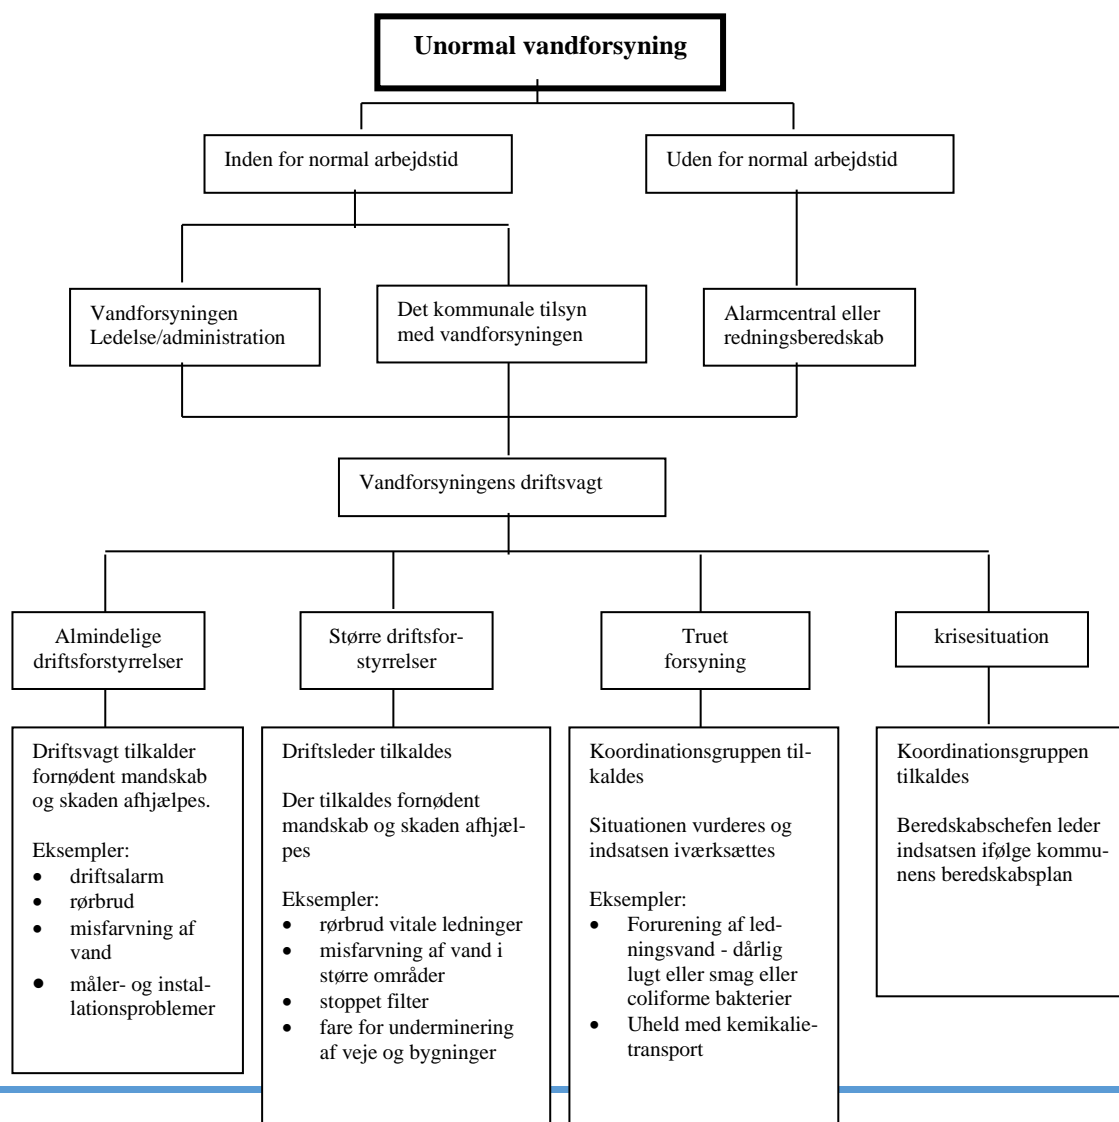 Unormal vandforsyning
Inden for normal arbejdstid
Uden for normal arbejdstid
Vandforsyningen
Ledelse/administration
Det kommunale tilsyn
med vandforsyningen
Alarmcentral eller
redningsberedskab
Vandforsyningens driftsvagt
Almindelige
driftsforstyrrelser
Større driftsfor-
styrrelser
Truet
forsyning
krisesituation
Driftsvagt tilkalder
fornødent mandskab
og skaden afhjælpes.
Eksempler:
• driftsalarm
• rørbrud
• misfarvning af
vand
• måler- og instal-
lationsproblemer
Driftsleder tilkaldes
Der tilkaldes fornødent
mandskab og skaden afhjæl-
pes
Eksempler:
• rørbrud vitale ledninger
• misfarvning af vand i
større områder
• stoppet filter
• fare for underminering
af veje og bygninger
Koordinationsgruppen til-
kaldes
Situationen vurderes og
indsatsen iværksættes
Eksempler:
• Forurening af led-
ningsvand - dårlig
lugt eller smag eller
coliforme bakterier
• Uheld med kemikalie-
transport
Koordinationsgruppen
tilkaldes
Beredskabschefen leder
indsatsen ifølge kommu-
nens beredskabsplan